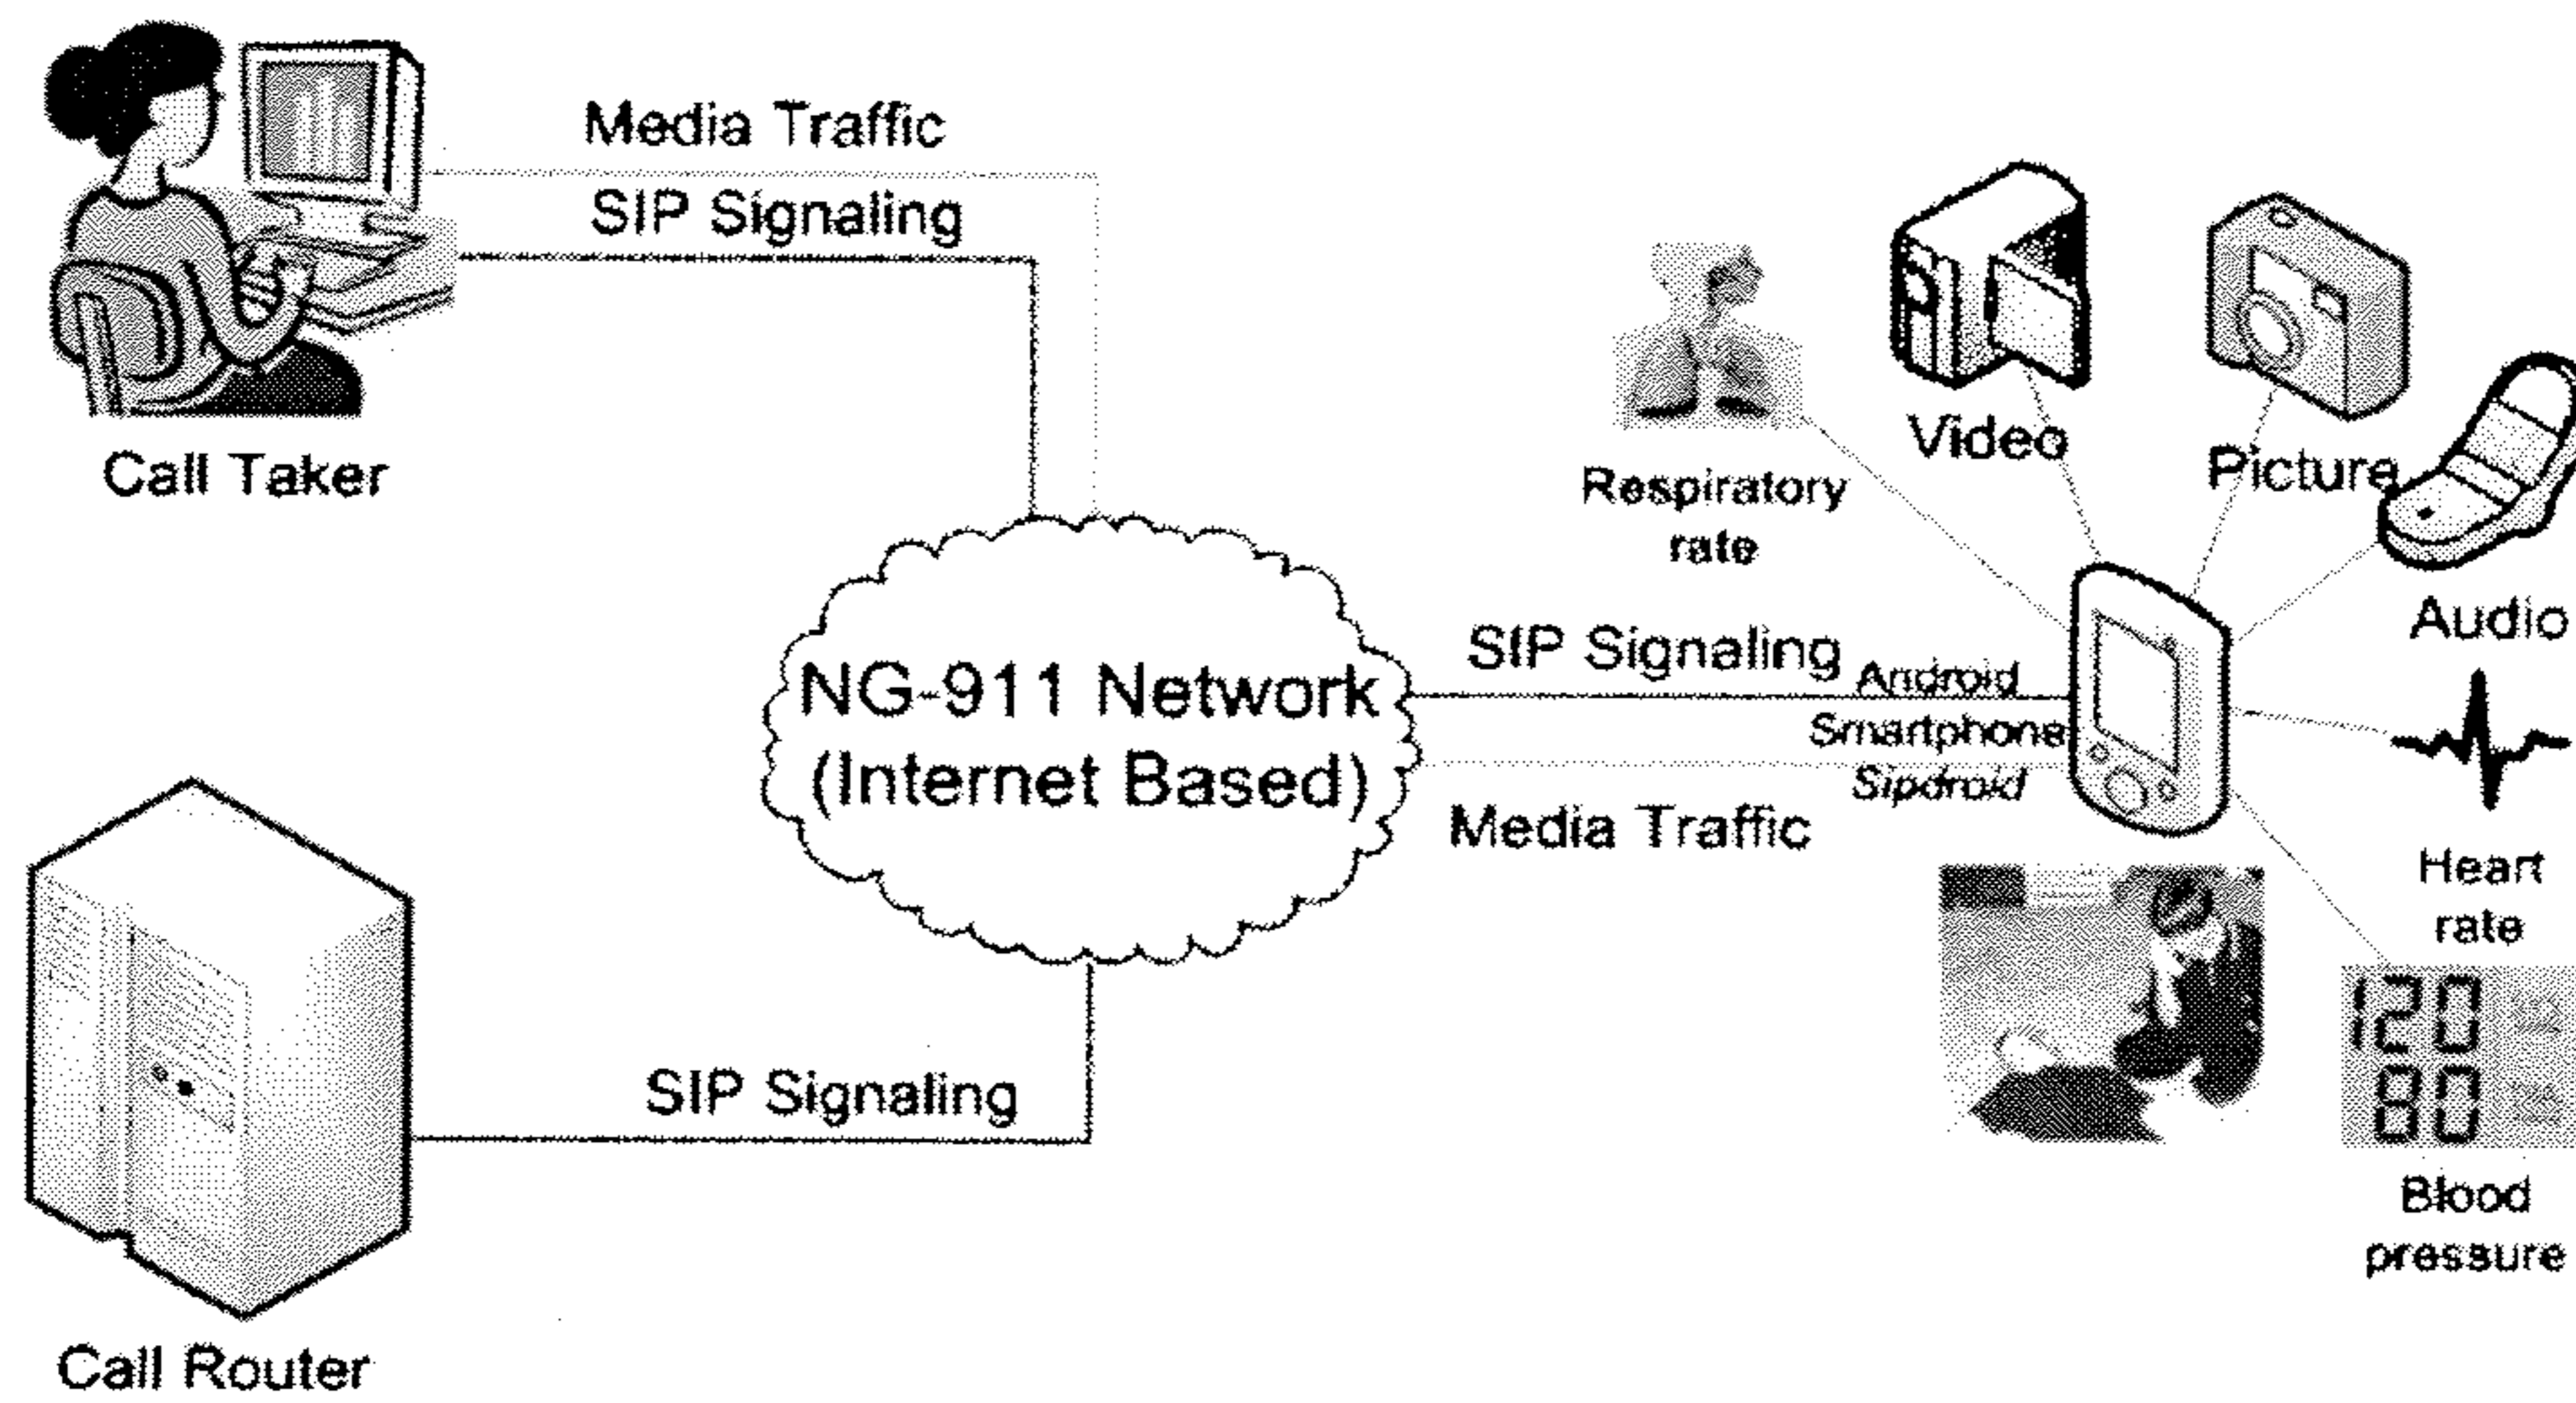 Media Traffic
SIP Signaling
Call Taker
Respiratory
rate
Video
Picture
Audio
NG-911 Network
(Internet Based)
SIP Signaling
Android
Smartphone
Sipdroid
Media Traffic
Heart
rate
120
80
Blood
pressure
SIP Signaling
Call Router